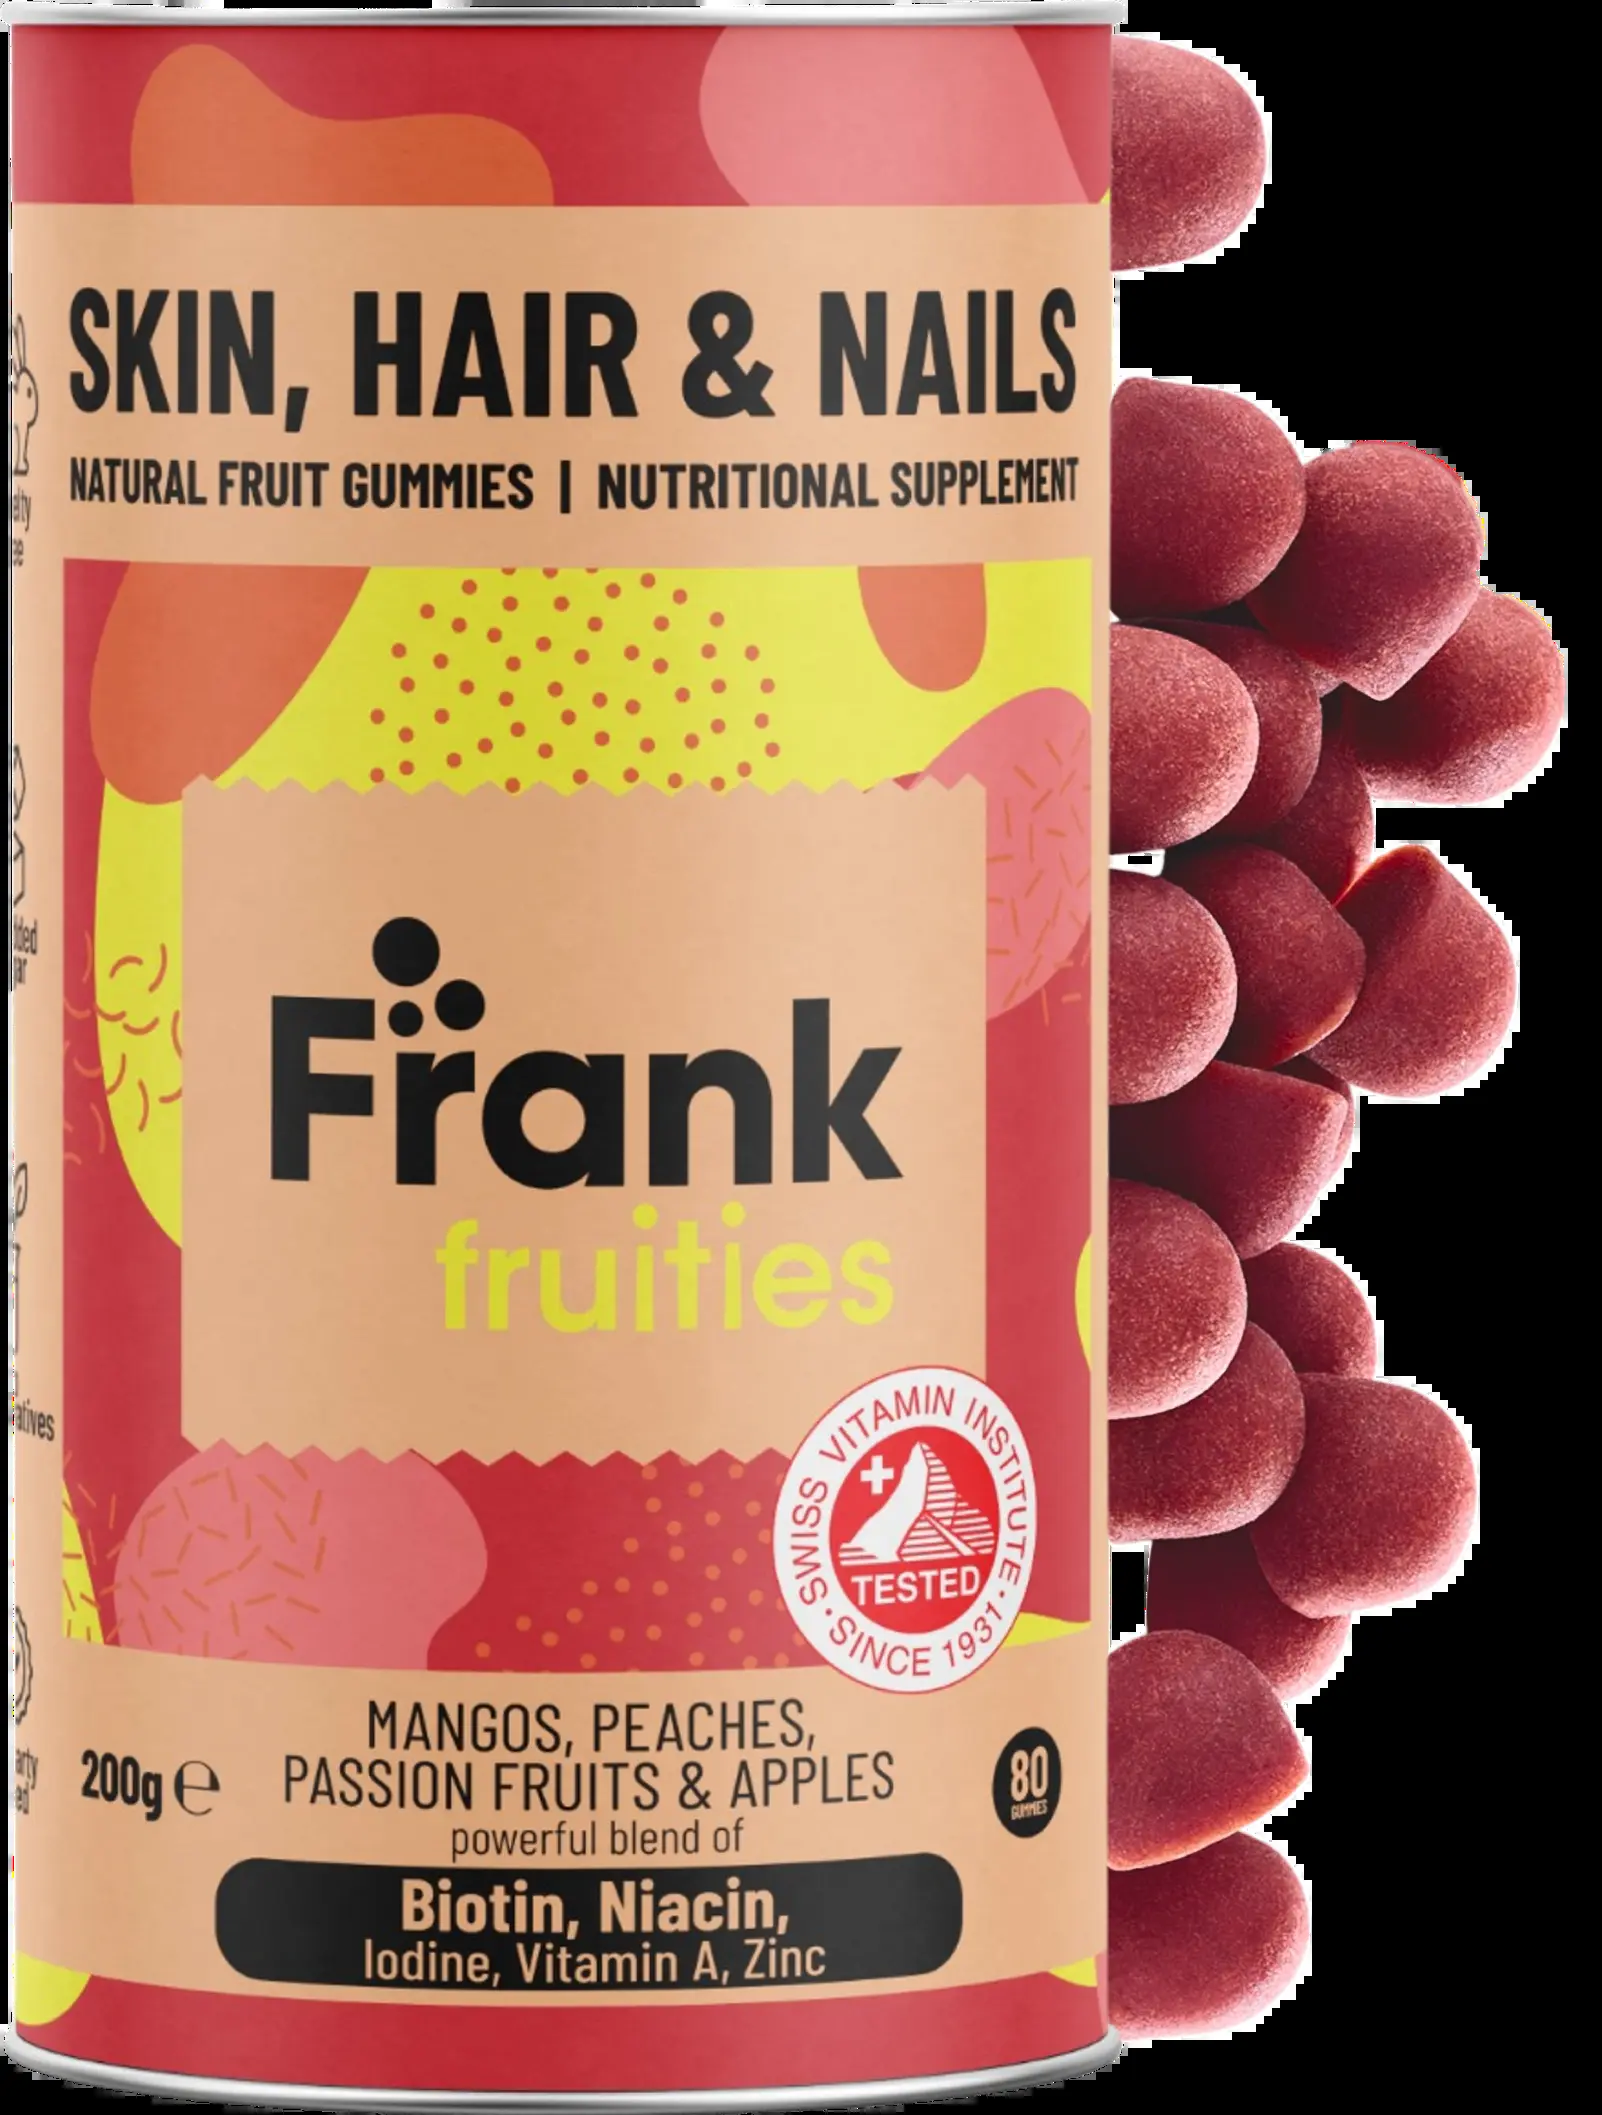 SKIN, HAIR & NAILS
NATURAL FRUIT GUMMIES | NUTRITIONAL SUPPLEMENT
Frank
fruities
SWISS VITAMIN INSTITUTE
TESTED
SINCE 1931
MANGOS, PEACHES,
PASSION FRUITS & APPLES
powerful blend of
200g ℮
80
GUMMIES
Biotin, Niacin,
Iodine, Vitamin A, Zinc